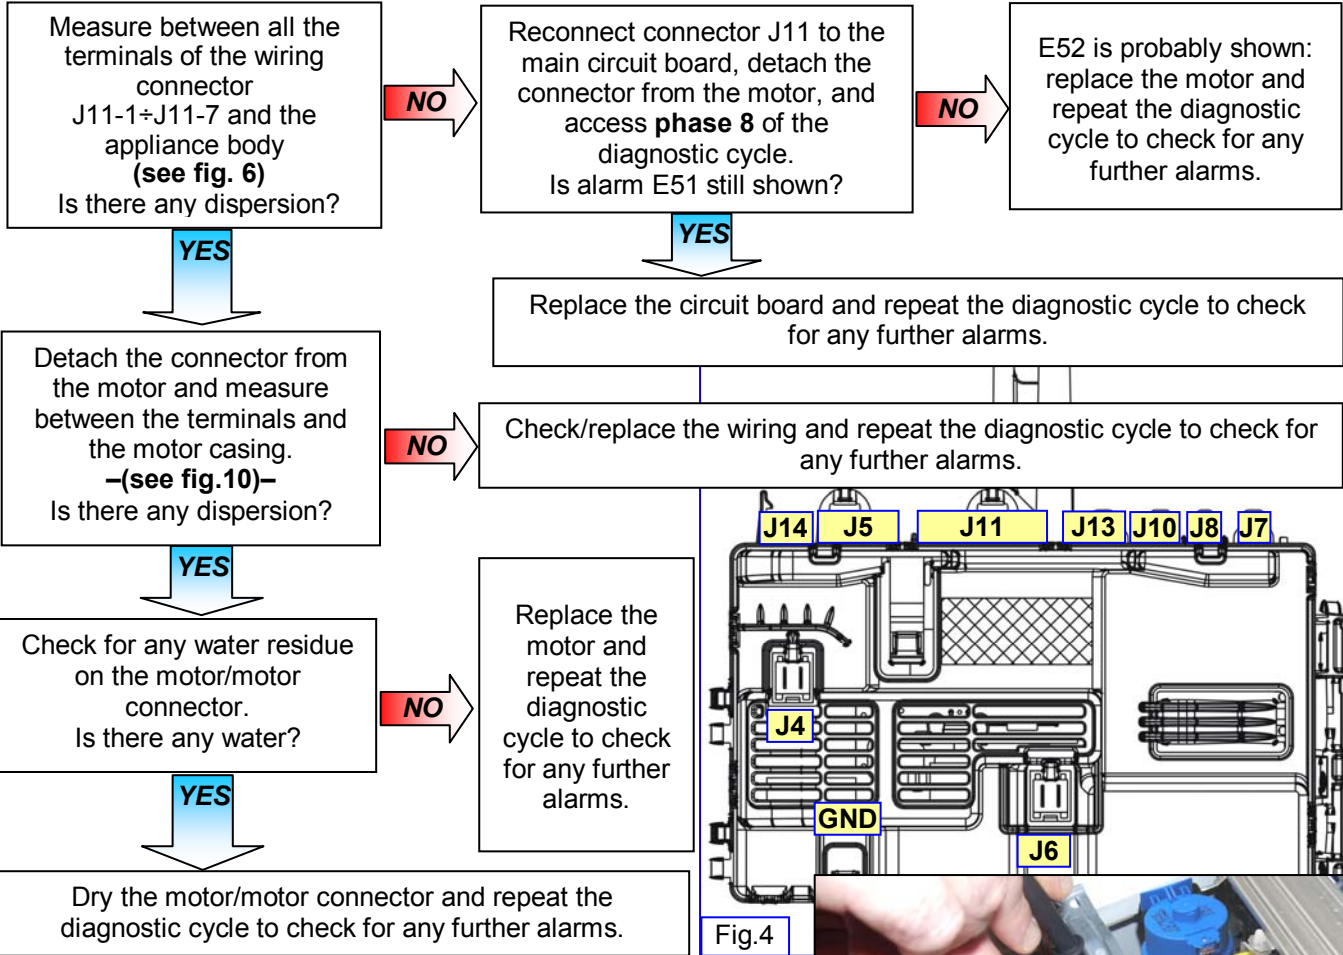 Measure between all the
terminals of the wiring
connector
J11-1÷J11-7 and the
appliance body
(see fig. 6)
Is there any dispersion?
NO
Reconnect connector J11 to the
main circuit board, detach the
connector from the motor, and
access phase 8 of the
diagnostic cycle.
Is alarm E51 still shown?
NO
E52 is probably shown:
replace the motor and
repeat the diagnostic
cycle to check for any
further alarms.
YES
YES
Replace the circuit board and repeat the diagnostic cycle to check
for any further alarms.
Detach the connector from
the motor and measure
between the terminals and
the motor casing.
–(see fig.10)–
Is there any dispersion?
NO
Check/replace the wiring and repeat the diagnostic cycle to check for
any further alarms.
YES
Check for any water residue
on the motor/motor
connector.
Is there any water?
NO
Replace the
motor and
repeat the
diagnostic
cycle to check
for any further
alarms.
YES
Dry the motor/motor connector and repeat the
diagnostic cycle to check for any further alarms.
J14 J5 J11 J13 J10 J8 J7
J4
GND
J6
Fig.4